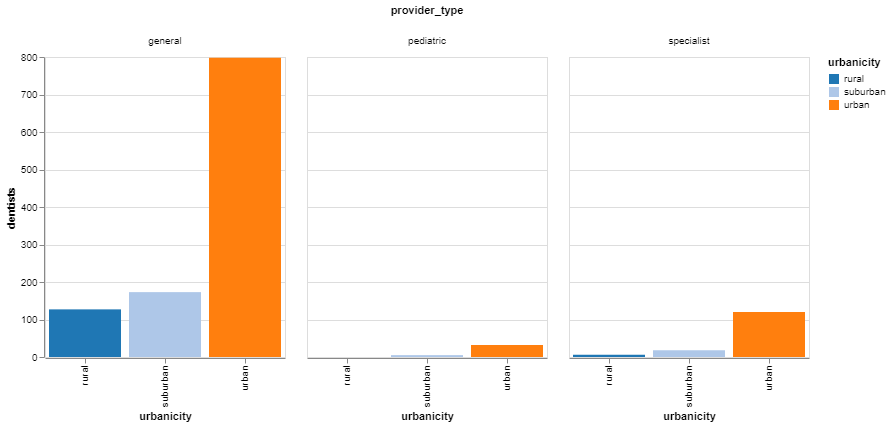 provider_type
general
pediatric
specialist
dentists
800
700
600
500
400
300
200
100
0
rural
suburban
urban
urbanicity
rural
suburban
urban
urbanicity
rural
suburban
urban
urbanicity
urbanicity
rural
suburban
urban